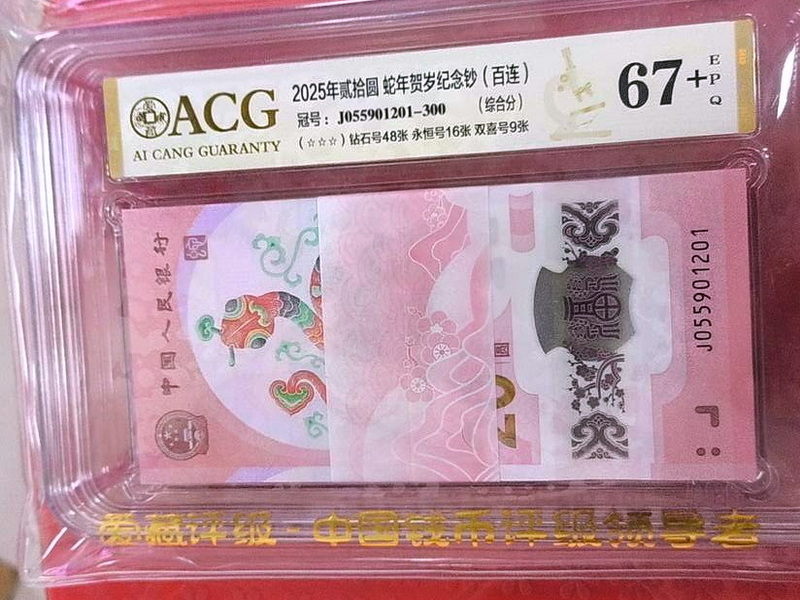 ACG
AI CANG GUARANTY
2025年贰拾圆 蛇年贺岁纪念钞（百连）
冠号：J055901201-300 （综合分）
（☆☆☆）钻石号48张 永恒号16张 双喜号9张
67+
EPQ
中国人民银行
20
圆
J055901201
爱藏评级-中国钱币评级领导者